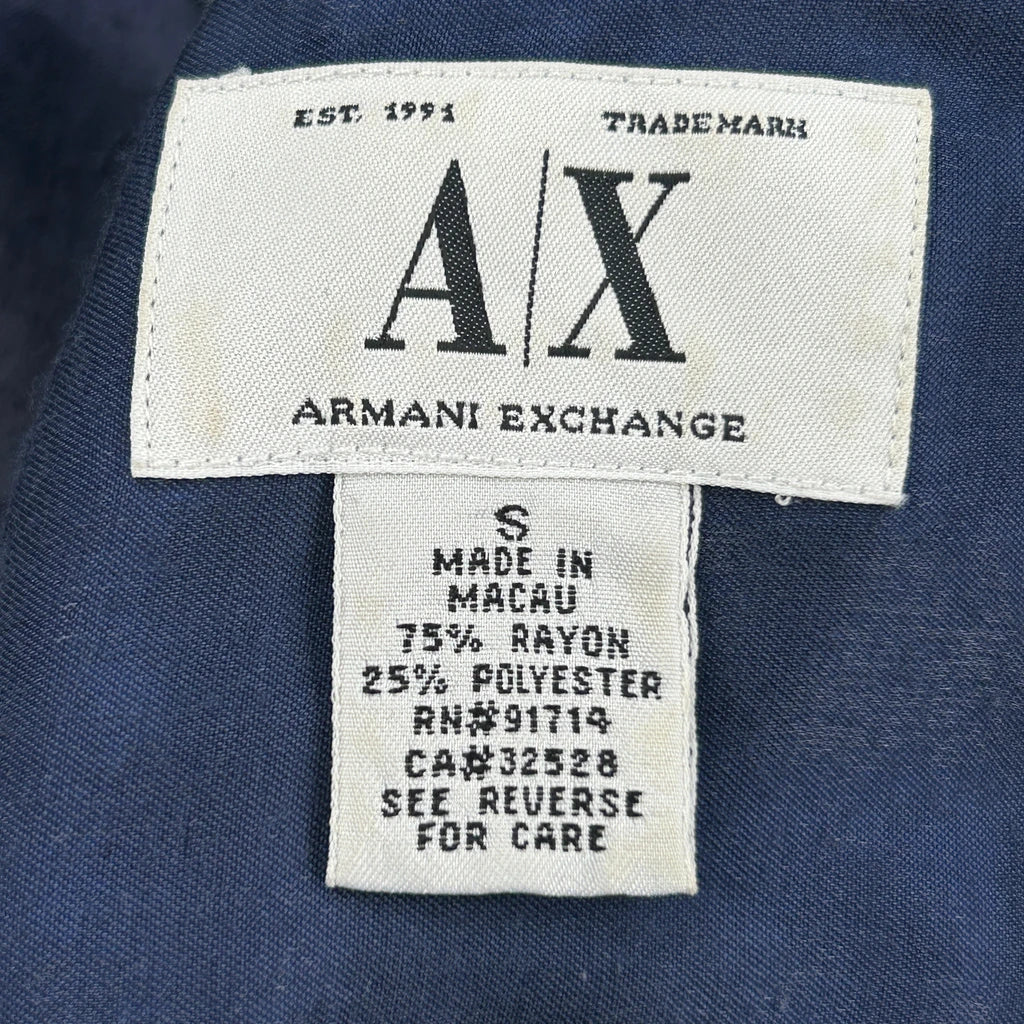 EST. 1991 TRADEMARK
A|X
ARMANI EXCHANGE
S
MADE IN
MACAU
75% RAYON
25% POLYESTER
RN#91714
CA#32528
SEE REVERSE
FOR CARE